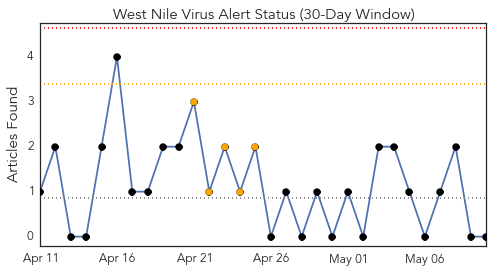 West Nile Virus Alert Status (30-Day Window)
Articles Found
4
3
2
1
0
Apr 11
Apr 16
Apr 21
Apr 26
May 01
May 06